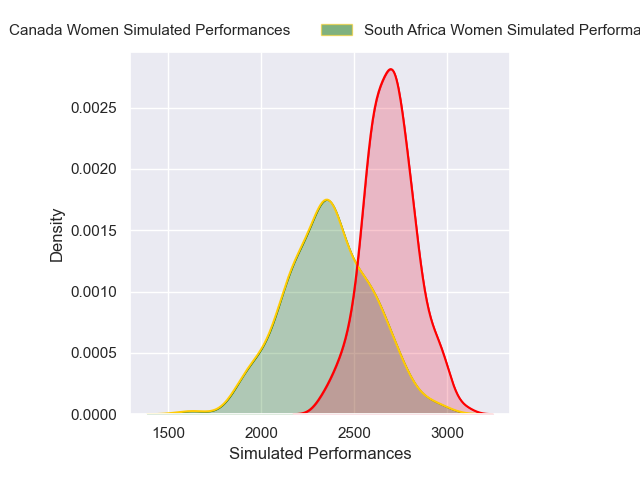 Canada Women Simulated Performances
South Africa Women Simulated Performa
0.0025
0.0020
0.0015
0.0010
0.0005
0.0000
Density
1500 2000 2500 3000
Simulated Performances